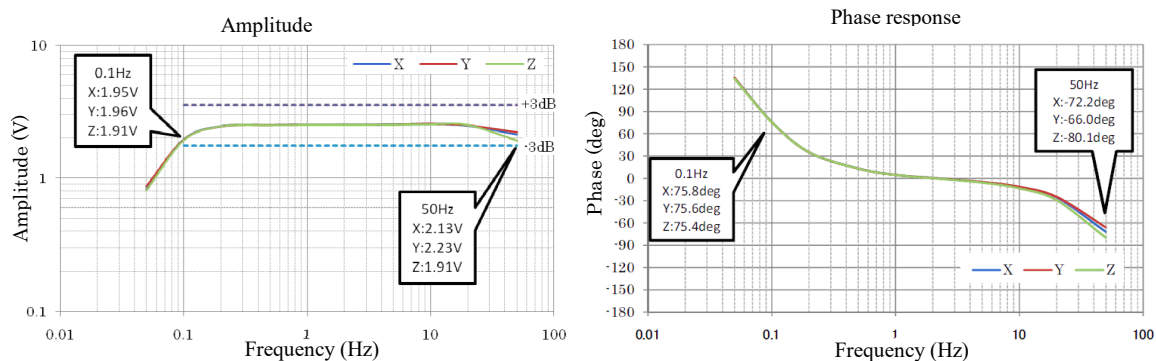 Amplitude
10
X Y Z
0.1Hz
X:1.95V
Y:1.96V
Z:1.91V
+3dB
-3dB
Amplitude (V)
1
50Hz
X:2.13V
Y:2.23V
Z:1.91V
0.1
0.01 0.1 1 10 100
Frequency (Hz)
Phase response
180
150
120
90
60
30
0
-30
-60
-90
-120
-150
-180
Phase (deg)
50Hz
X:-72.2deg
Y:-66.0deg
Z:-80.1deg
0.1Hz
X:75.8deg
Y:75.6deg
Z:75.4deg
X Y Z
0.01 0.1 1 10 100
Frequency (Hz)